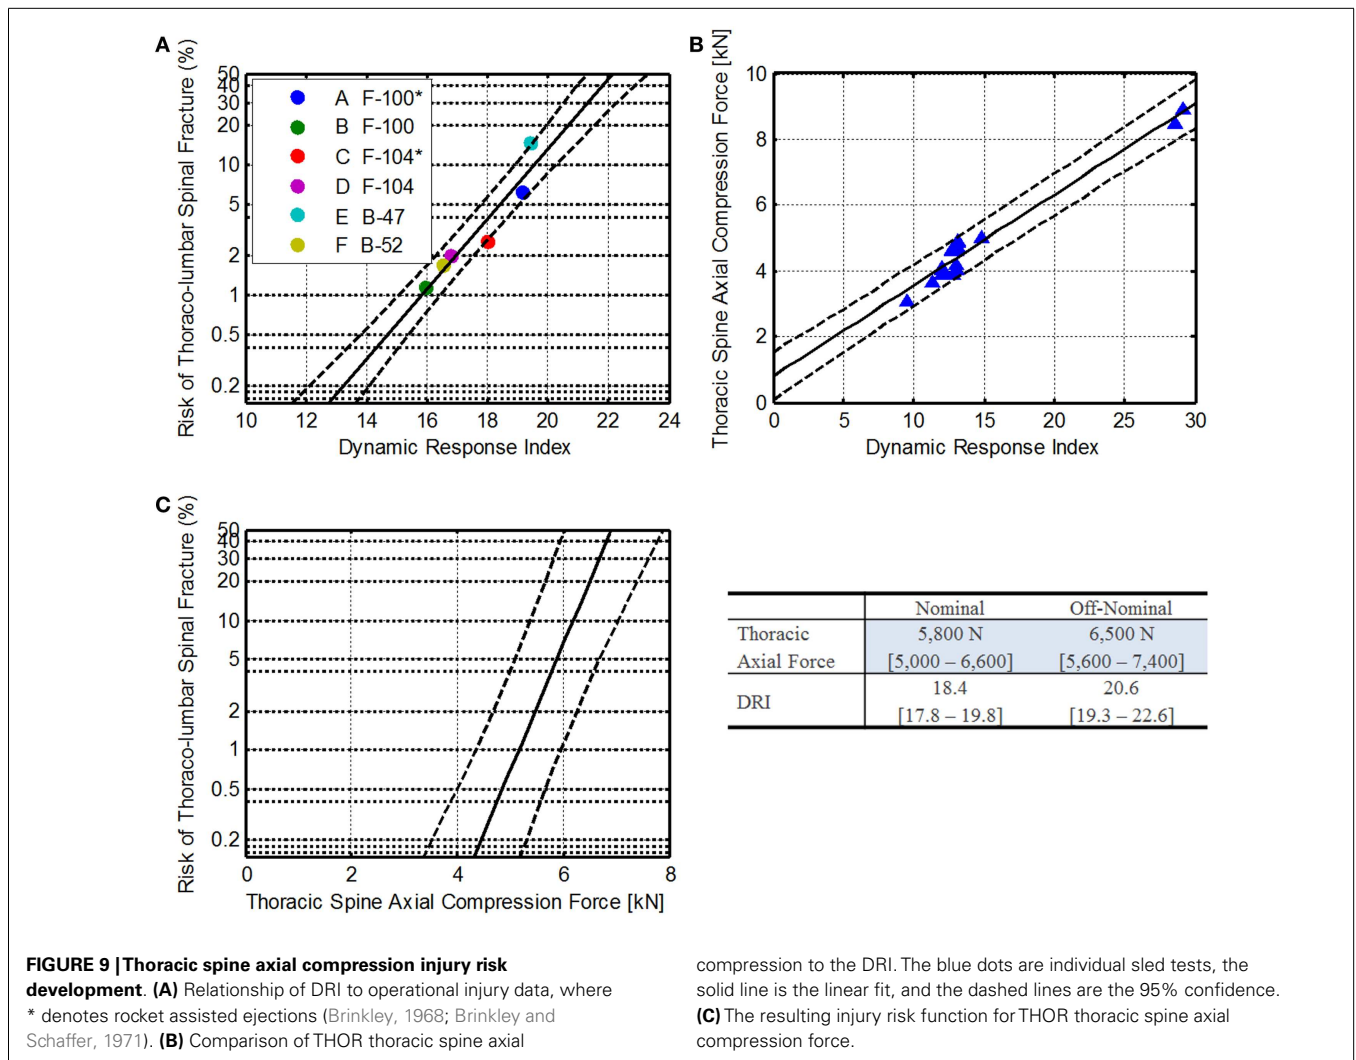 A
Risk of Thoraco-lumbar Spinal Fracture (%)
50
40
30
20
10
5
2
1
0.5
0.2
A F-100*
B F-100
C F-104*
D F-104
E B-47
F B-52
10 12 14 16 18 20 22 24
Dynamic Response Index
B
Thoracic Spine Axial Compression Force [kN]
10
8
6
4
2
0
0 5 10 15 20 25 30
Dynamic Response Index
C
Risk of Thoraco-lumbar Spinal Fracture (%)
50
40
30
20
10
5
2
1
0.5
0.2
0 2 4 6 8
Thoracic Spine Axial Compression Force [kN]
Nominal Off-Nominal
Thoracic 5,800 N 6,500 N
Axial Force [5,000 – 6,600] [5,600 – 7,400]
DRI 18.4 20.6
[17.8 – 19.8] [19.3 – 22.6]
FIGURE 9 | Thoracic spine axial compression injury risk
development. (A) Relationship of DRI to operational injury data, where
* denotes rocket assisted ejections (Brinkley, 1968; Brinkley and
Schaffer, 1971). (B) Comparison of THOR thoracic spine axial
compression to the DRI. The blue dots are individual sled tests, the
solid line is the linear fit, and the dashed lines are the 95% confidence.
(C) The resulting injury risk function for THOR thoracic spine axial
compression force.